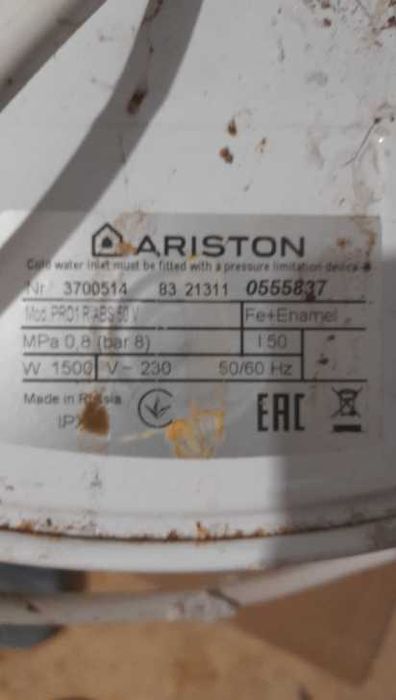 ARISTON
Cold water inlet must be fitted with a pressure limitation device
Nr. 3700514 83 21311 0555837
Mod. PRO1 R ABS 50 V Fe+Enamel
MPa 0,8 (bar 8) l 50
W 1500 V~ 230 50/60 Hz
Made in Russia
EAC